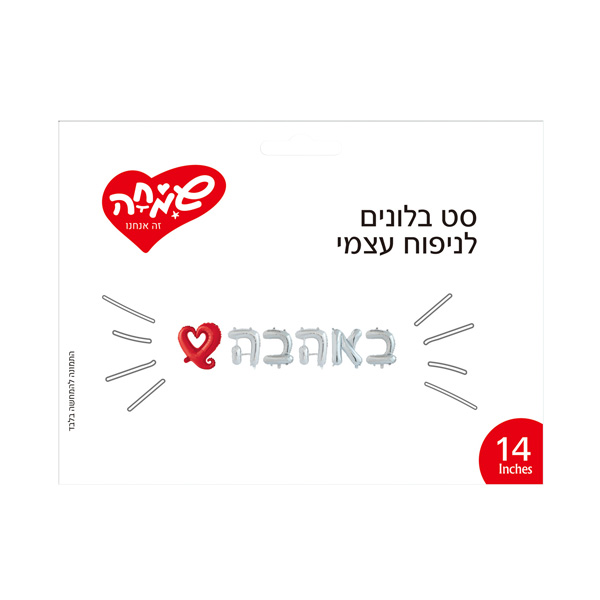 שמחה
זה אנחנו
סט בלונים
לניפוח עצמי
באהבה
התמונה להמחשה בלבד
14
Inches